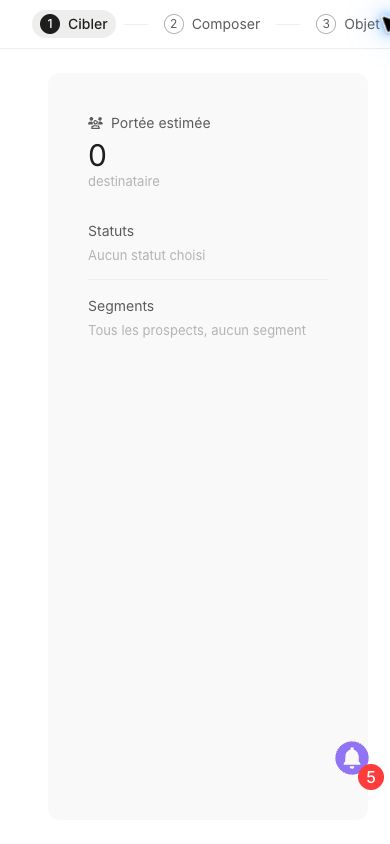 1 Cibler 2 Composer 3 Objet
Portée estimée
0
destinataire
Statuts
Aucun statut choisi
Segments
Tous les prospects, aucun segment
5